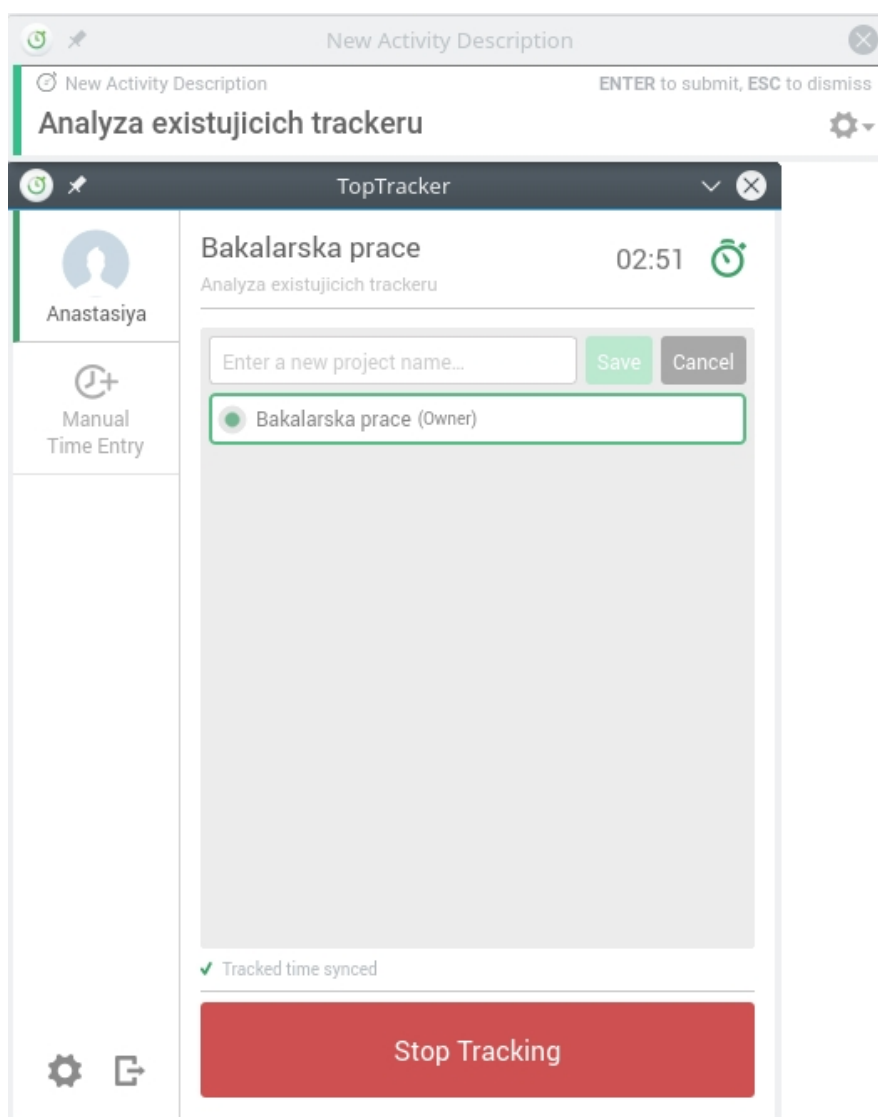 New Activity Description
New Activity Description
ENTER to submit, ESC to dismiss
Analyza existujicich trackeru
TopTracker
Anastasiya
Manual
Time Entry
Bakalarska prace
02:51
Analyza existujicich trackeru
Enter a new project name...
Save
Cancel
Bakalarska prace (Owner)
Tracked time synced
Stop Tracking